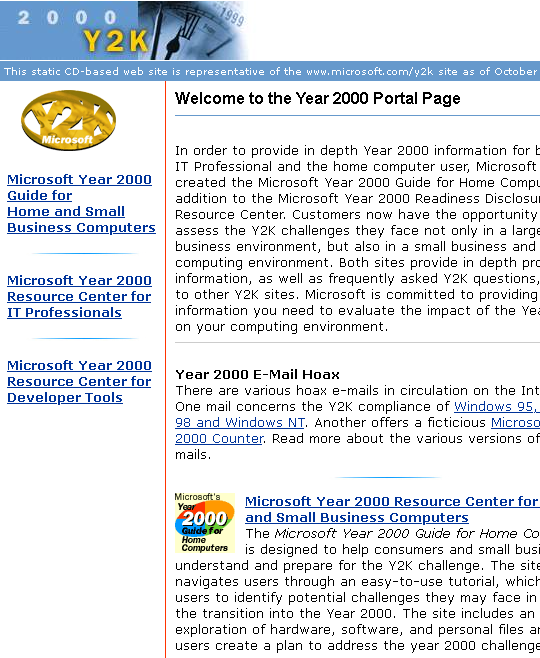 2 0 0 0
1999
Y2K
This static CD-based web site is representative of the www.microsoft.com/y2k site as of October
Y2K
Microsoft
Microsoft Year 2000
Guide for
Home and Small
Business Computers
Microsoft Year 2000
Resource Center for
IT Professionals
Microsoft Year 2000
Resource Center for
Developer Tools
Welcome to the Year 2000 Portal Page
In order to provide in depth Year 2000 information for b
IT Professional and the home computer user, Microsoft
created the Microsoft Year 2000 Guide for Home Compu
addition to the Microsoft Year 2000 Readiness Disclosur
Resource Center. Customers now have the opportunity
assess the Y2K challenges they face not only in a large
business environment, but also in a small business and
computing environment. Both sites provide in depth pro
information, as well as frequently asked Y2K questions,
to other Y2K sites. Microsoft is committed to providing
information you need to evaluate the impact of the Yea
on your computing environment.
Year 2000 E-Mail Hoax
There are various hoax e-mails in circulation on the Int
One mail concerns the Y2K compliance of Windows 95,
98 and Windows NT. Another offers a ficticious Microso
2000 Counter. Read more about the various versions of
mails.
Microsoft's
Year
2000
Guide For
Home
Computers
Microsoft Year 2000 Resource Center for
and Small Business Computers
The Microsoft Year 2000 Guide for Home Co
is designed to help consumers and small busi
understand and prepare for the Y2K challenge. The site
navigates users through an easy-to-use tutorial, which
users to identify potential challenges they may face in
the transition into the Year 2000. The site includes an
exploration of hardware, software, and personal files an
users create a plan to address the year 2000 challenge